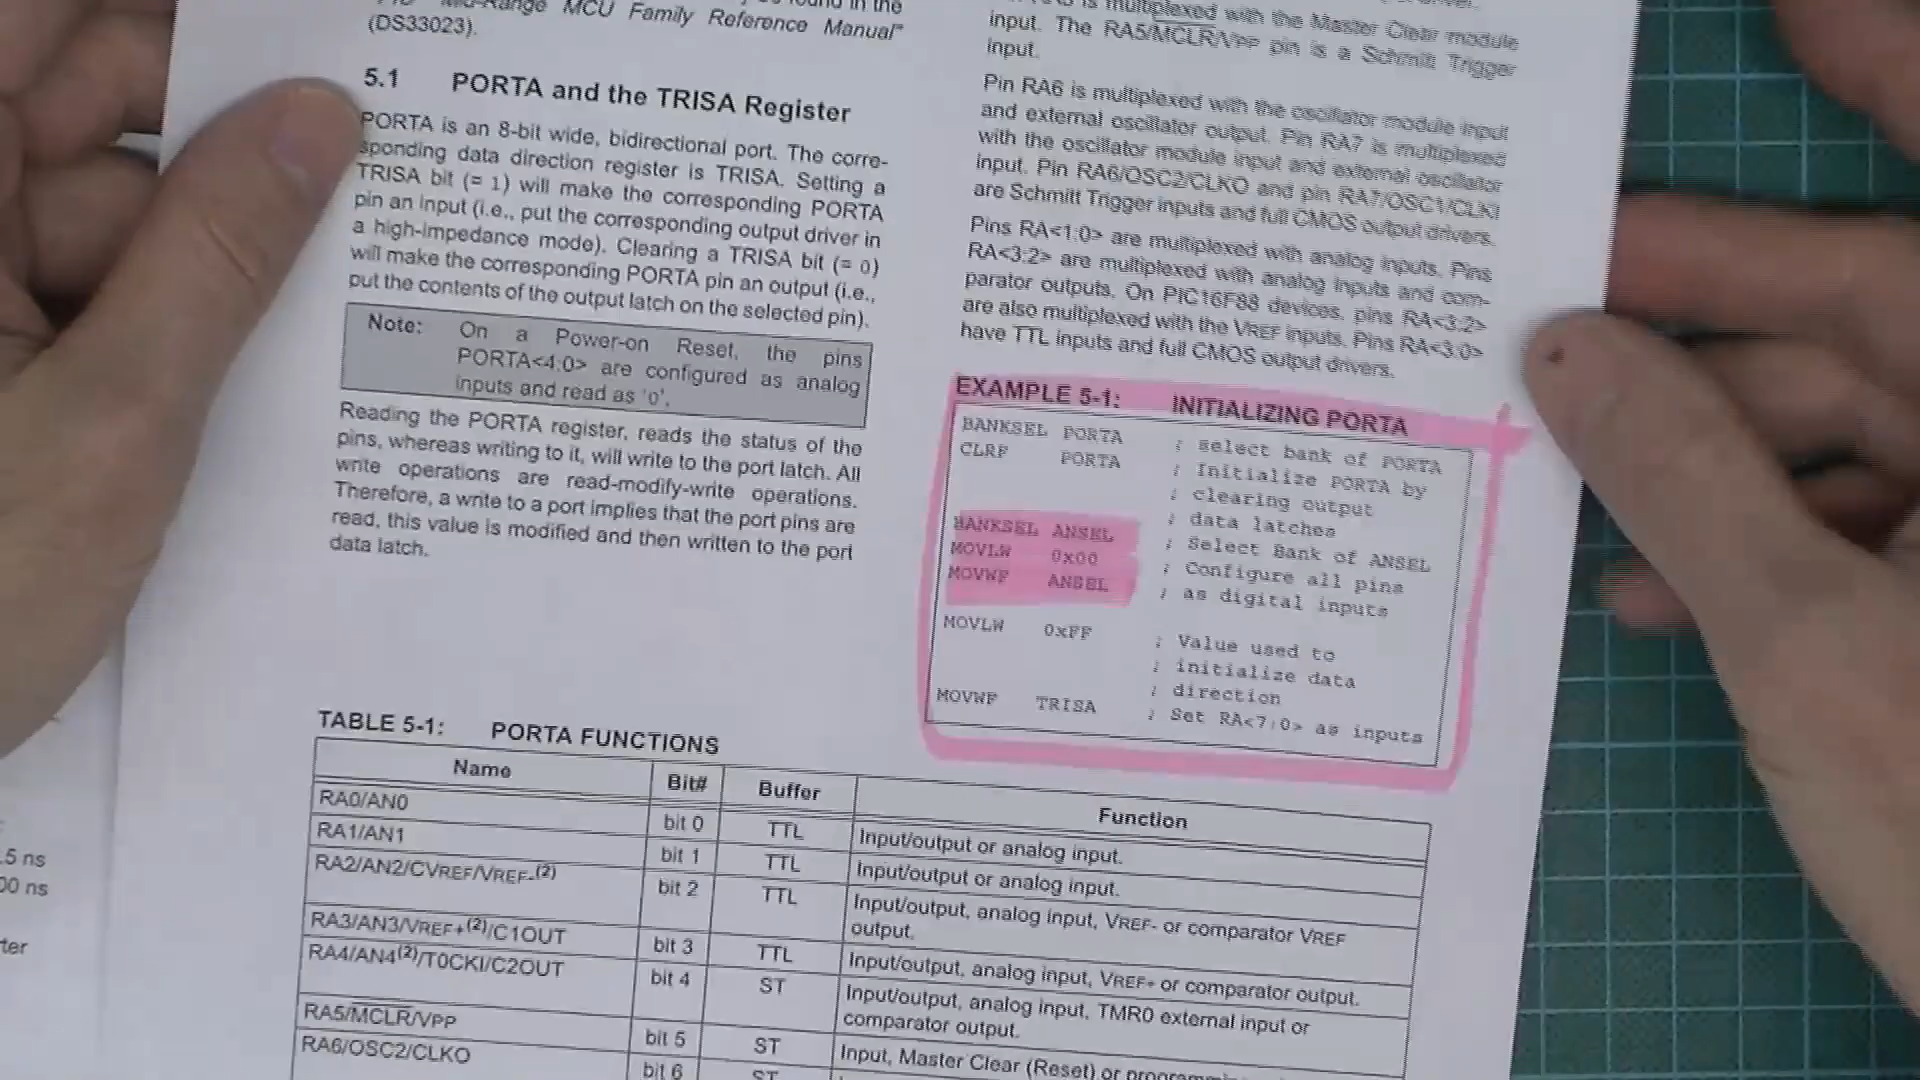 ound in the
Mid-Range MCU Family Reference Manual"
(DS33023).
5.1 PORTA and the TRISA Register
PORTA is an 8-bit wide, bidirectional port. The corre-
sponding data direction register is TRISA. Setting a
TRISA bit (= 1) will make the corresponding PORTA
pin an input (i.e., put the corresponding output driver in
a high-impedance mode). Clearing a TRISA bit (= 0)
will make the corresponding PORTA pin an output (i.e.,
put the contents of the output latch on the selected pin).
Note: On a Power-on Reset, the pins
PORTA<4:0> are configured as analog
inputs and read as '0'.
Reading the PORTA register, reads the status of the
pins, whereas writing to it, will write to the port latch. All
write operations are read-modify-write operations.
Therefore, a write to a port implies that the port pins are
read, this value is modified and then written to the port
data latch.
is multiplexed with the Master Clear module
input. The RA5/MCLR/VPP pin is a Schmitt Trigger
input.
Pin RA6 is multiplexed with the oscillator module input
and external oscillator output. Pin RA7 is multiplexed
with the oscillator module input and external oscillator
input. Pin RA6/OSC2/CLKO and pin RA7/OSC1/CLKI
are Schmitt Trigger inputs and full CMOS output drivers.
Pins RA<1:0> are multiplexed with analog inputs. Pins
RA<3:2> are multiplexed with analog inputs and com-
parator outputs. On PIC16F88 devices, pins RA<3:2>
are also multiplexed with the VREF inputs. Pins RA<3:0>
have TTL inputs and full CMOS output drivers.
EXAMPLE 5-1: INITIALIZING PORTA
BANKSEL PORTA ; select bank of PORTA
CLRF PORTA ; Initialize PORTA by
; clearing output
; data latches
BANKSEL ANSEL ; Select Bank of ANSEL
MOVLW 0x00 ; Configure all pins
MOVWF ANSEL ; as digital inputs
MOVLW 0xFF ; Value used to
; initialize data
; direction
MOVWF TRISA ; Set RA<7:0> as inputs
TABLE 5-1: PORTA FUNCTIONS
Name Bit# Buffer Function
RA0/AN0 bit 0 TTL Input/output or analog input.
RA1/AN1 bit 1 TTL Input/output or analog input.
RA2/AN2/CVREF/VREF-(2) bit 2 TTL Input/output, analog input, VREF- or comparator VREF
output.
RA3/AN3/VREF+(2)/C1OUT bit 3 TTL Input/output, analog input, VREF+ or comparator output.
RA4/AN4(2)/T0CKI/C2OUT bit 4 ST Input/output, analog input, TMR0 external input or
comparator output.
RA5/MCLR/VPP bit 5 ST Input, Master Clear (Reset) or
RA6/OSC2/CLKO bit 6 ST
.5 ns
00 ns
ter